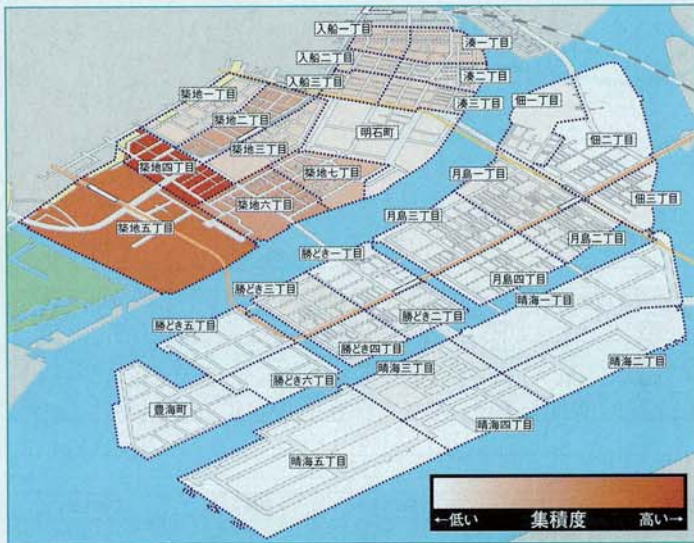 入船一丁目
湊一丁目
入船二丁目
湊二丁目
入船三丁目
湊三丁目
築地一丁目
佃一丁目
築地二丁目
明石町
佃二丁目
築地三丁目
築地四丁目
築地七丁目
月島一丁目
佃三丁目
築地六丁目
月島三丁目
築地五丁目
月島二丁目
勝どき一丁目
月島四丁目
勝どき三丁目
晴海一丁目
勝どき二丁目
勝どき五丁目
勝どき四丁目
晴海三丁目
晴海二丁目
勝どき六丁目
豊海町
晴海四丁目
晴海五丁目
←低い 集積度 高い→